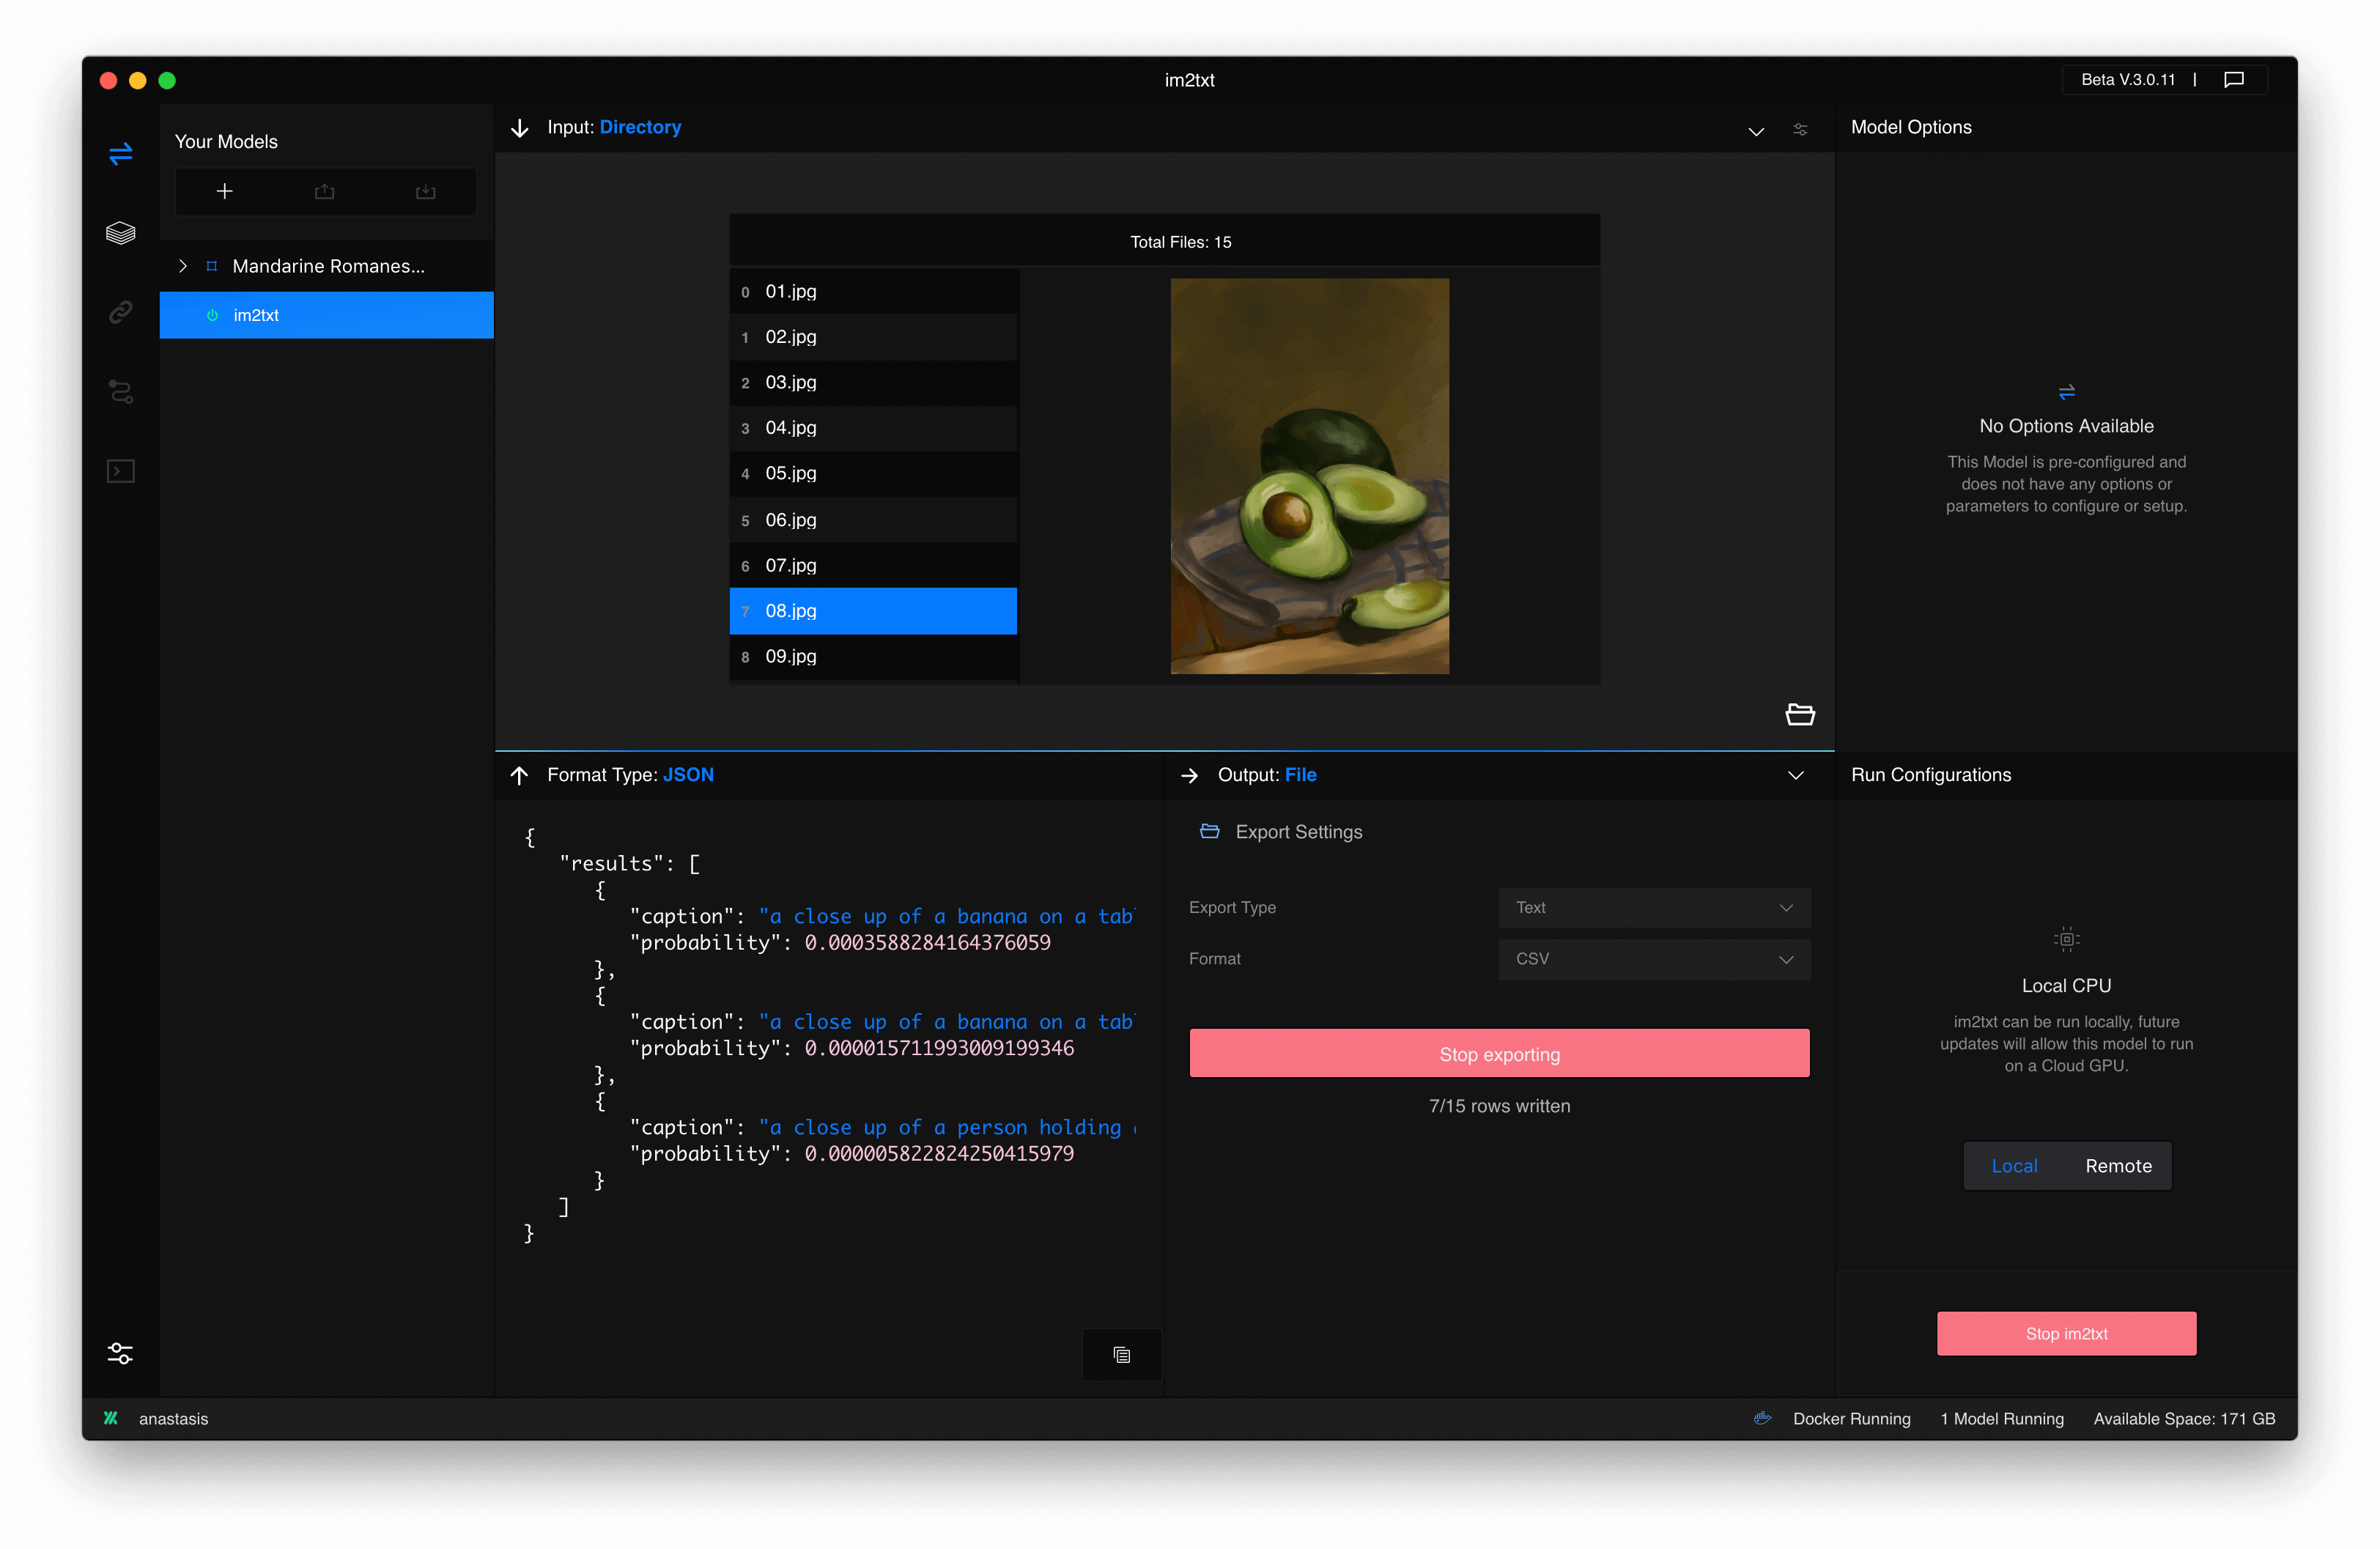 im2txt
Beta V.3.0.11 |
Your Models
Mandarine Romanes...
im2txt
Input: Directory
Total Files: 15
0 01.jpg
1 02.jpg
2 03.jpg
3 04.jpg
4 05.jpg
5 06.jpg
6 07.jpg
7 08.jpg
8 09.jpg
Model Options
No Options Available
This Model is pre-configured and
does not have any options or
parameters to configure or setup.
Format Type: JSON
{
"results": [
{
"caption": "a close up of a banana on a tab
"probability": 0.0003588284164376059
},
{
"caption": "a close up of a banana on a tab
"probability": 0.000015711993009199346
},
{
"caption": "a close up of a person holding
"probability": 0.000005822824250415979
}
]
}
Output: File
Export Settings
Export Type Text
Format CSV
Stop exporting
7/15 rows written
Run Configurations
Local CPU
im2txt can be run locally, future
updates will allow this model to run
on a Cloud GPU.
Local Remote
Stop im2txt
anastasis
Docker Running 1 Model Running Available Space: 171 GB